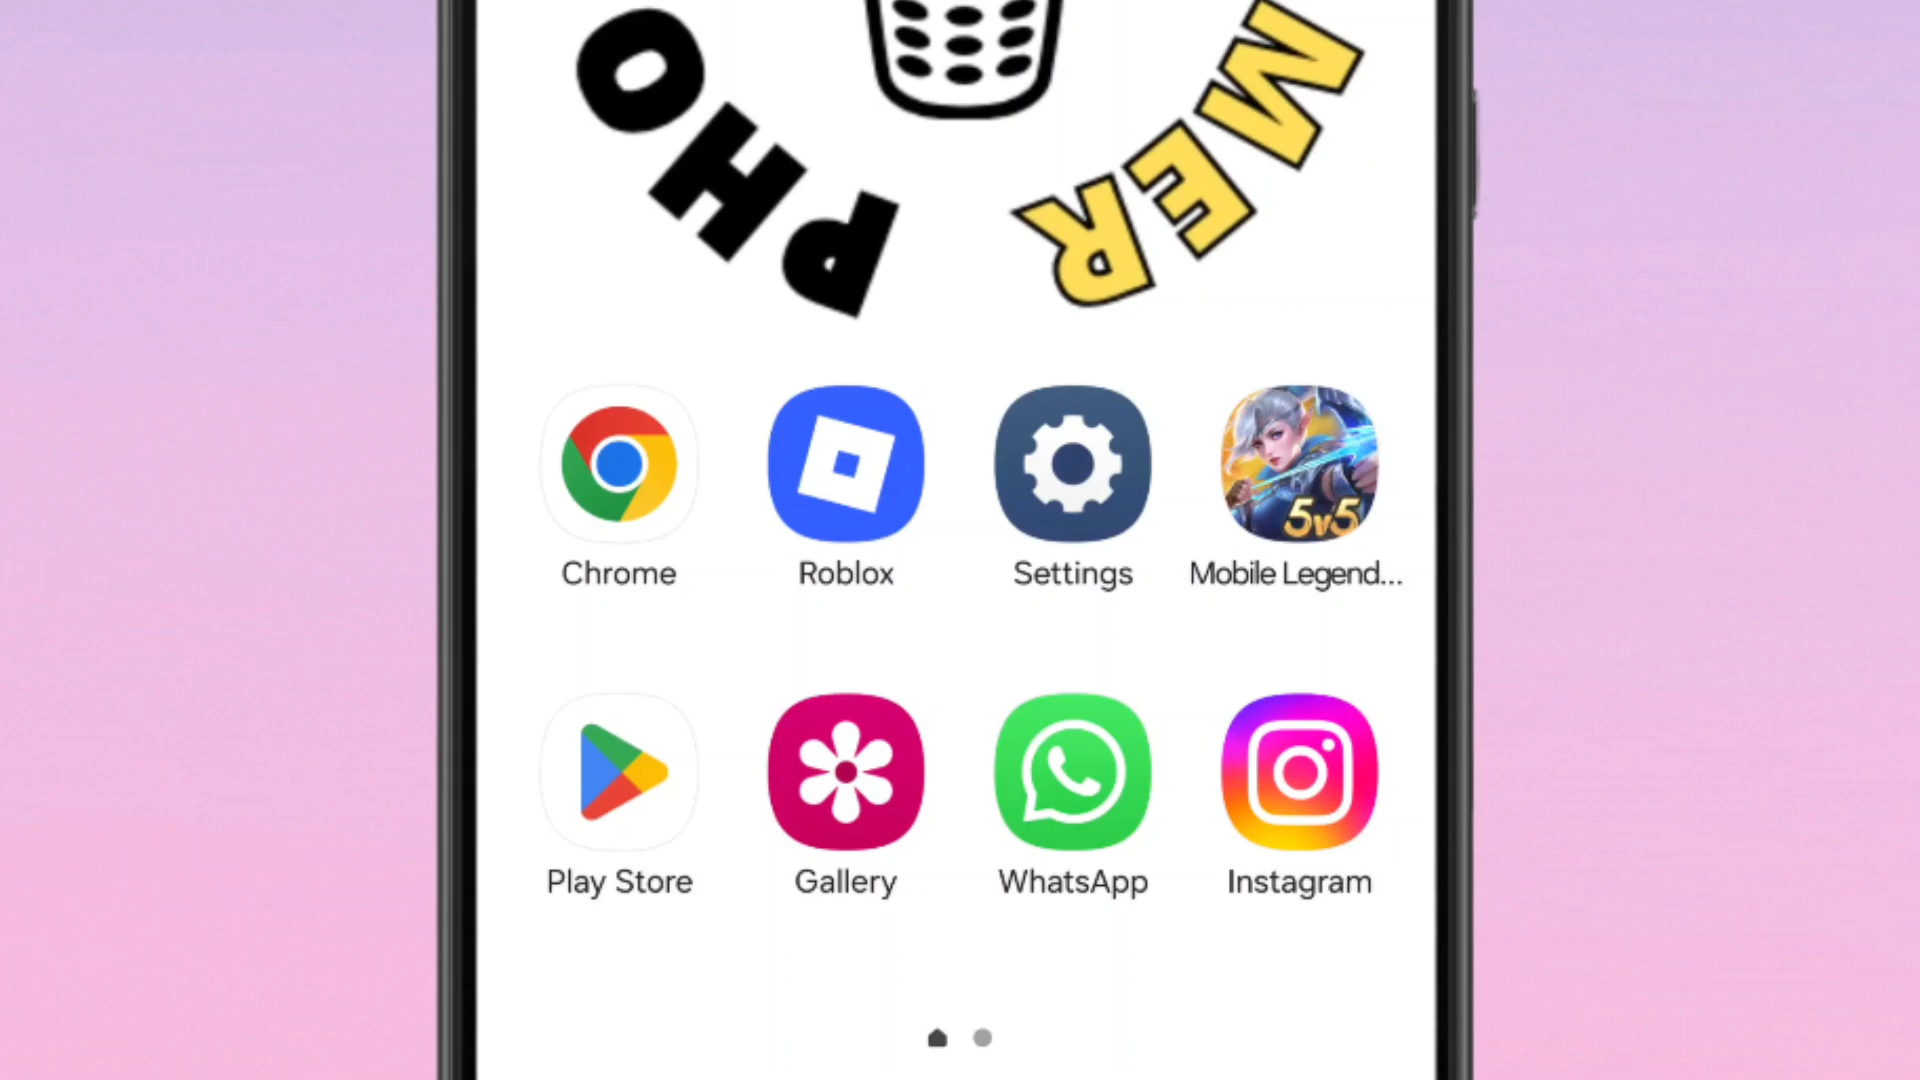 PHO
MER
5v5
Chrome
Roblox
Settings
Mobile Legend...
Play Store
Gallery
WhatsApp
Instagram